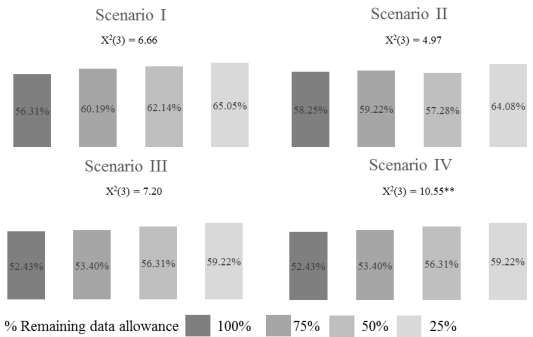 Scenario I
X²(3) = 6.66
56.31% 60.19% 62.14% 65.05%
Scenario II
X²(3) = 4.97
58.25% 59.22% 57.28% 64.08%
Scenario III
X²(3) = 7.20
52.43% 53.40% 56.31% 59.22%
Scenario IV
X²(3) = 10.55**
52.43% 53.40% 56.31% 59.22%
% Remaining data allowance 100% 75% 50% 25%